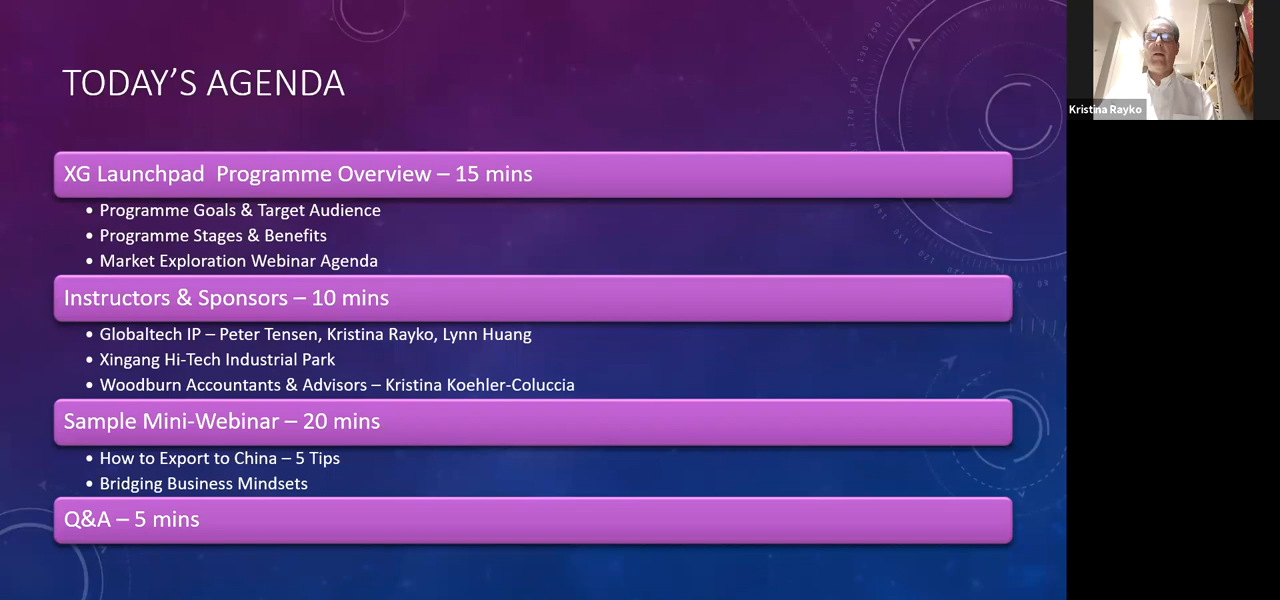 TODAY'S AGENDA
Kristina Rayko
XG Launchpad  Programme Overview – 15 mins
• Programme Goals & Target Audience
• Programme Stages & Benefits
• Market Exploration Webinar Agenda
Instructors & Sponsors – 10 mins
• Globaltech IP – Peter Tensen, Kristina Rayko, Lynn Huang
• Xingang Hi-Tech Industrial Park
• Woodburn Accountants & Advisors – Kristina Koehler-Coluccia
Sample Mini-Webinar – 20 mins
• How to Export to China – 5 Tips
• Bridging Business Mindsets
Q&A – 5 mins